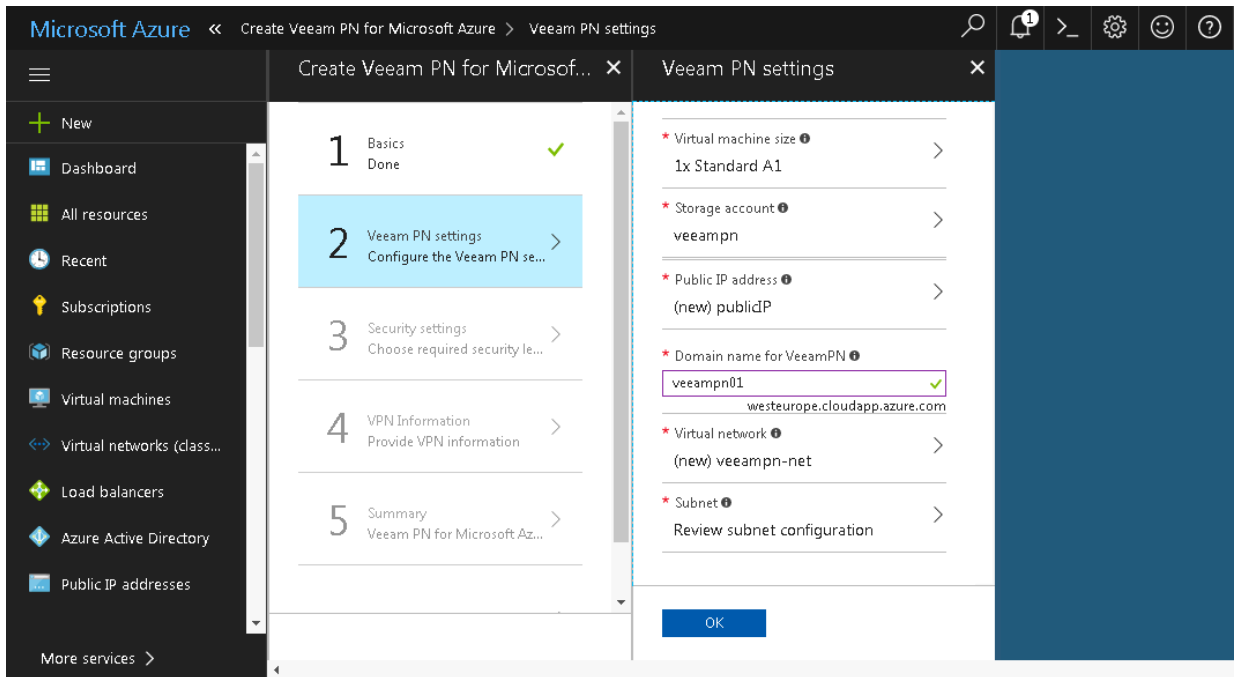 Microsoft Azure « Create Veeam PN for Microsoft Azure > Veeam PN settings
1
Create Veeam PN for Microsof...
Veeam PN settings
New
Dashboard
All resources
Recent
Subscriptions
Resource groups
Virtual machines
Virtual networks (class...
Load balancers
Azure Active Directory
Public IP addresses
More services >
1
Basics
Done
2
Veeam PN settings
Configure the Veeam PN se...
3
Security settings
Choose required security le...
4
VPN Information
Provide VPN information
5
Summary
Veeam PN for Microsoft Az...
* Virtual machine size
1x Standard A1
* Storage account
veeampn
* Public IP address
(new) publicIP
* Domain name for VeeamPN
veeampn01
westeurope.cloudapp.azure.com
* Virtual network
(new) veeampn-net
* Subnet
Review subnet configuration
OK